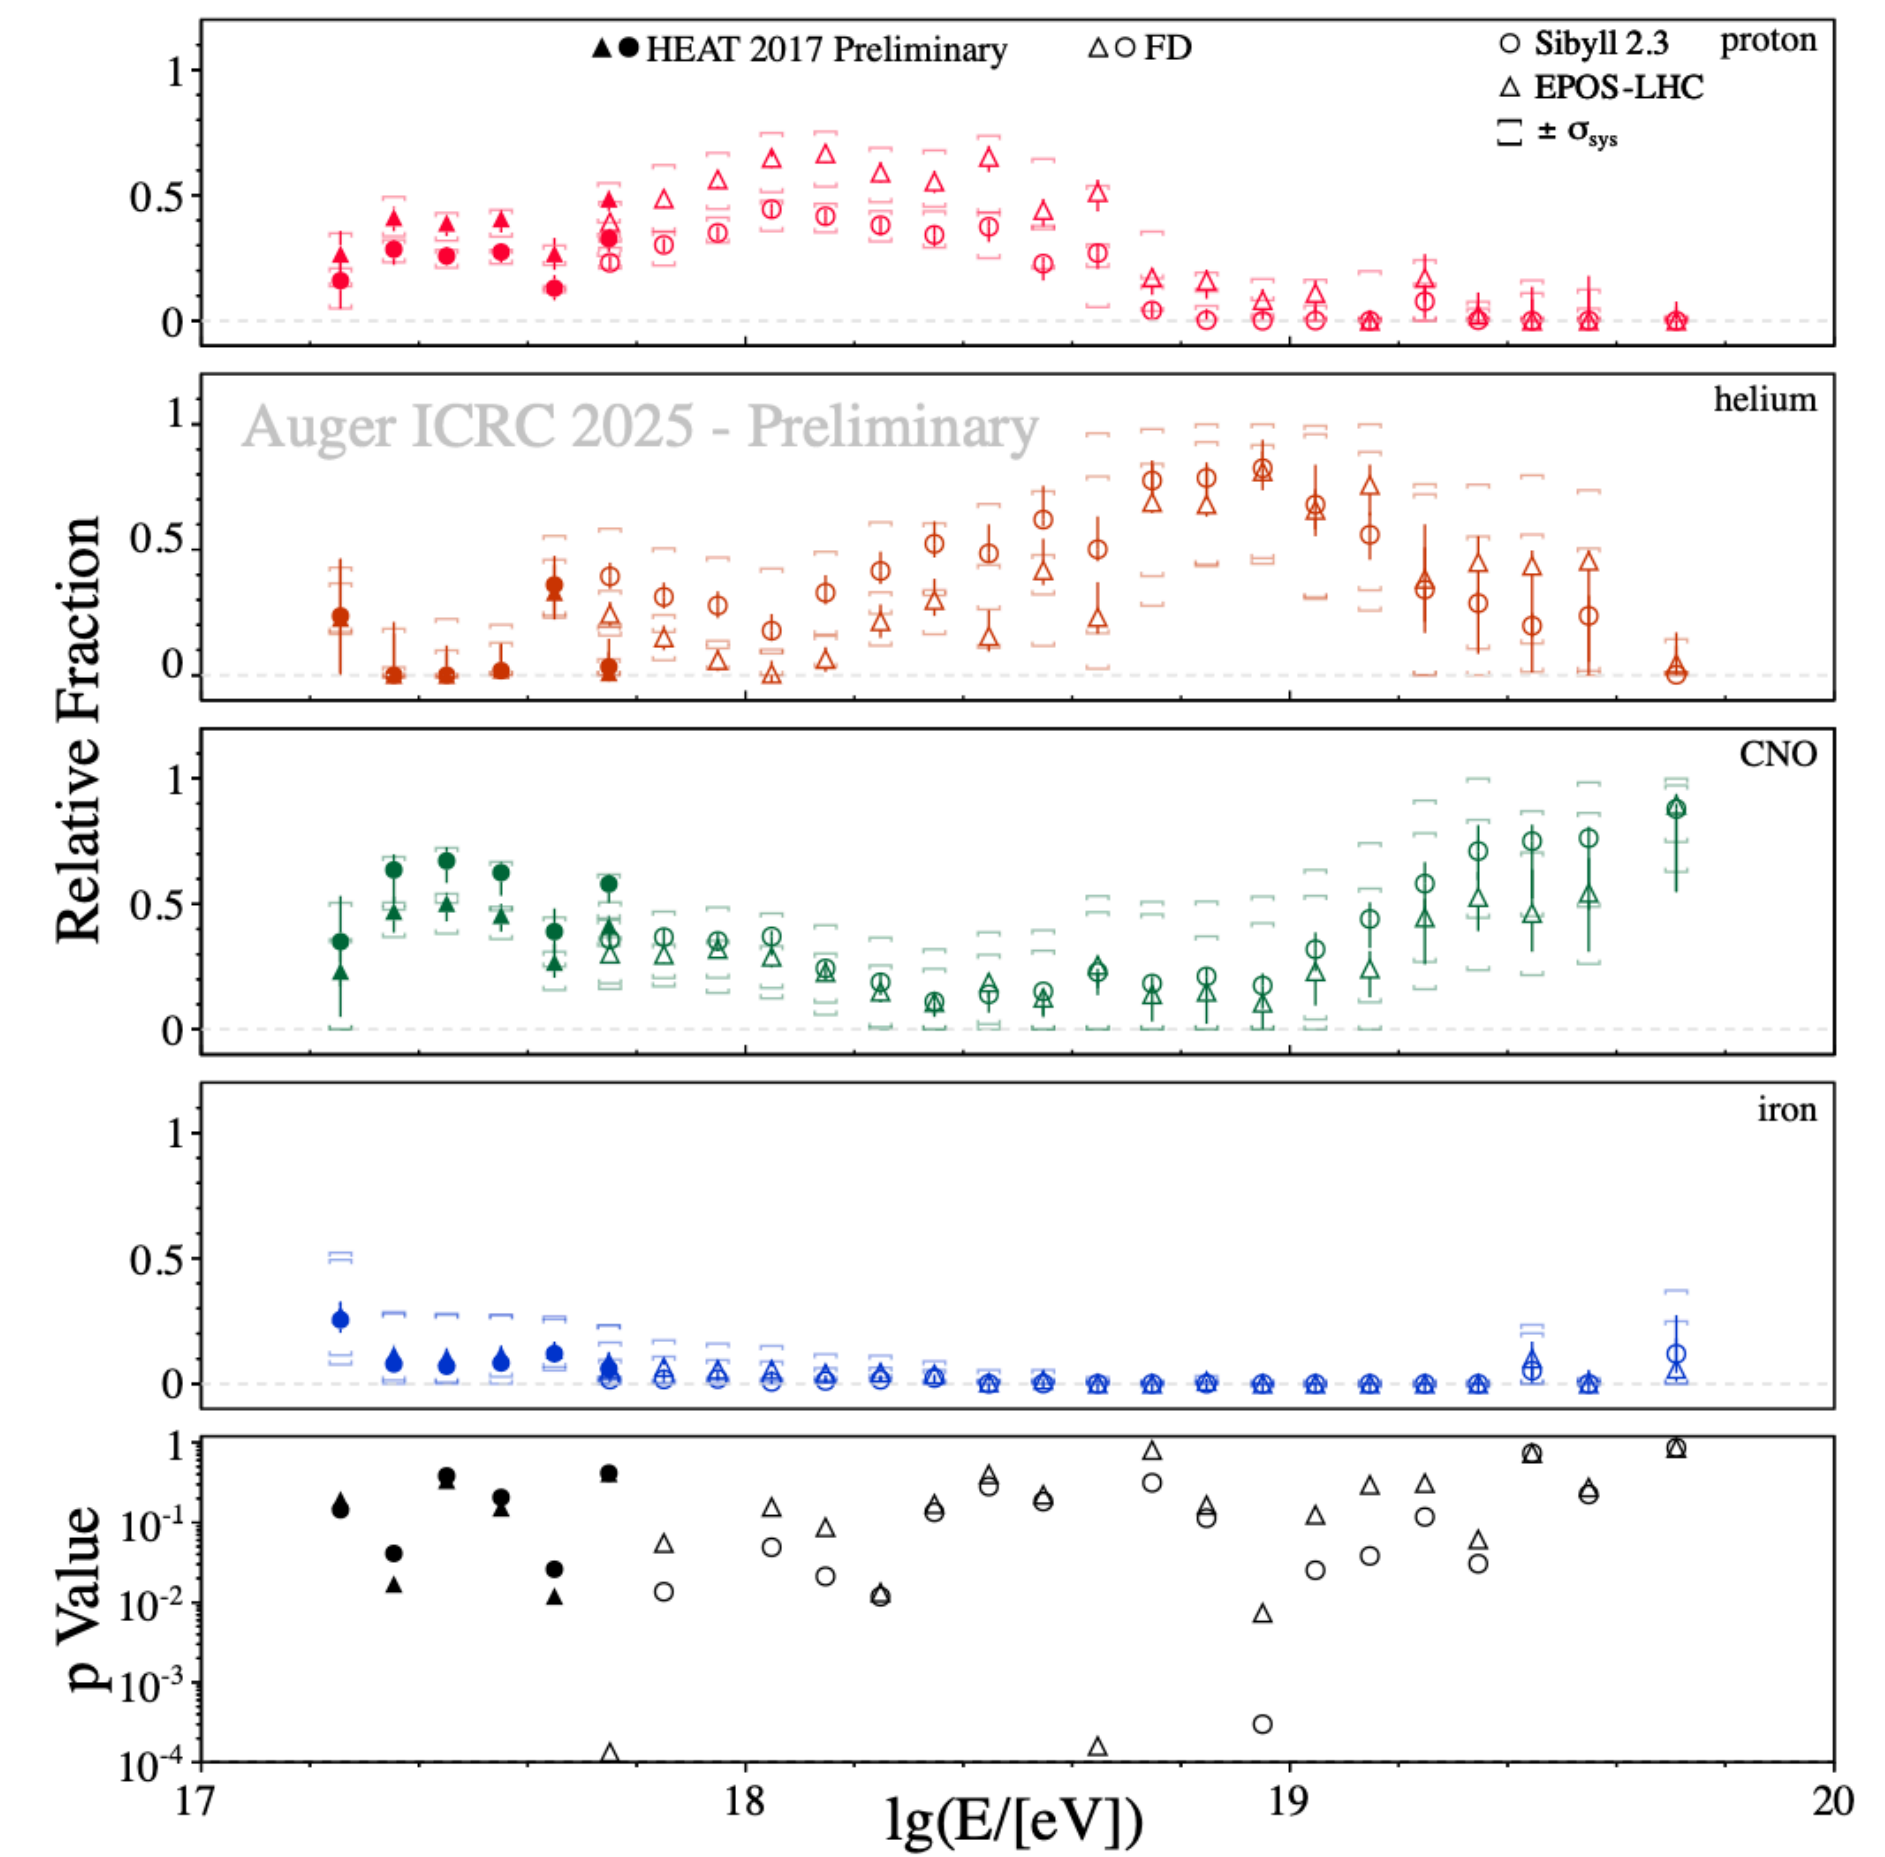 HEAT 2017 Preliminary
FD
Sibyll 2.3
EPOS-LHC
± σsys
proton
1
0.5
0
Auger ICRC 2025 - Preliminary
helium
1
0.5
0
CNO
1
0.5
0
iron
1
0.5
0
Relative Fraction
1
10-1
10-2
10-3
10-4
p Value
17
18
19
20
lg(E/[eV])